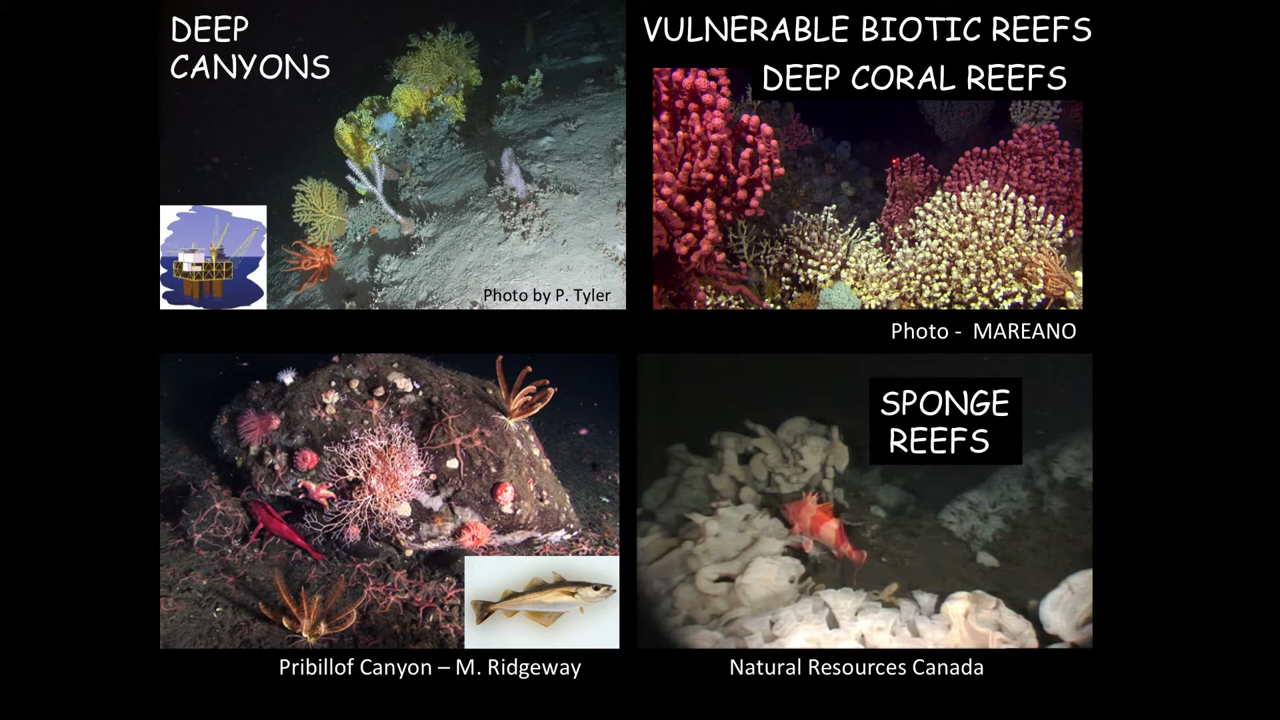 DEEP
CANYONS
Photo by P. Tyler
VULNERABLE BIOTIC REEFS
DEEP CORAL REEFS
Photo - MAREANO
Pribillof Canyon – M. Ridgeway
SPONGE
REEFS
Natural Resources Canada